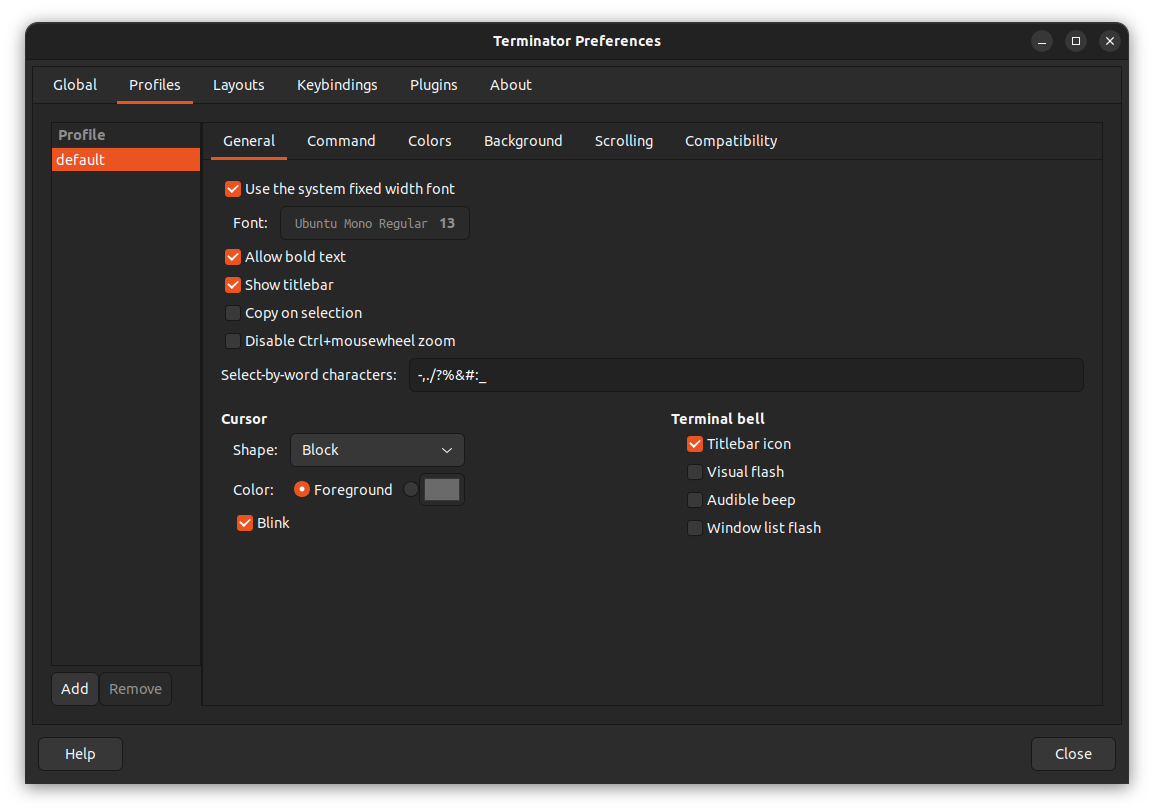 Terminator Preferences
Global Profiles Layouts Keybindings Plugins About
Profile
default
General Command Colors Background Scrolling Compatibility
Use the system fixed width font
Font: Ubuntu Mono Regular 13
Allow bold text
Show titlebar
Copy on selection
Disable Ctrl+mousewheel zoom
Select-by-word characters: -,./?%&#:_
Cursor
Shape: Block
Color: Foreground
Blink
Terminal bell
Titlebar icon
Visual flash
Audible beep
Window list flash
Add Remove
Help Close